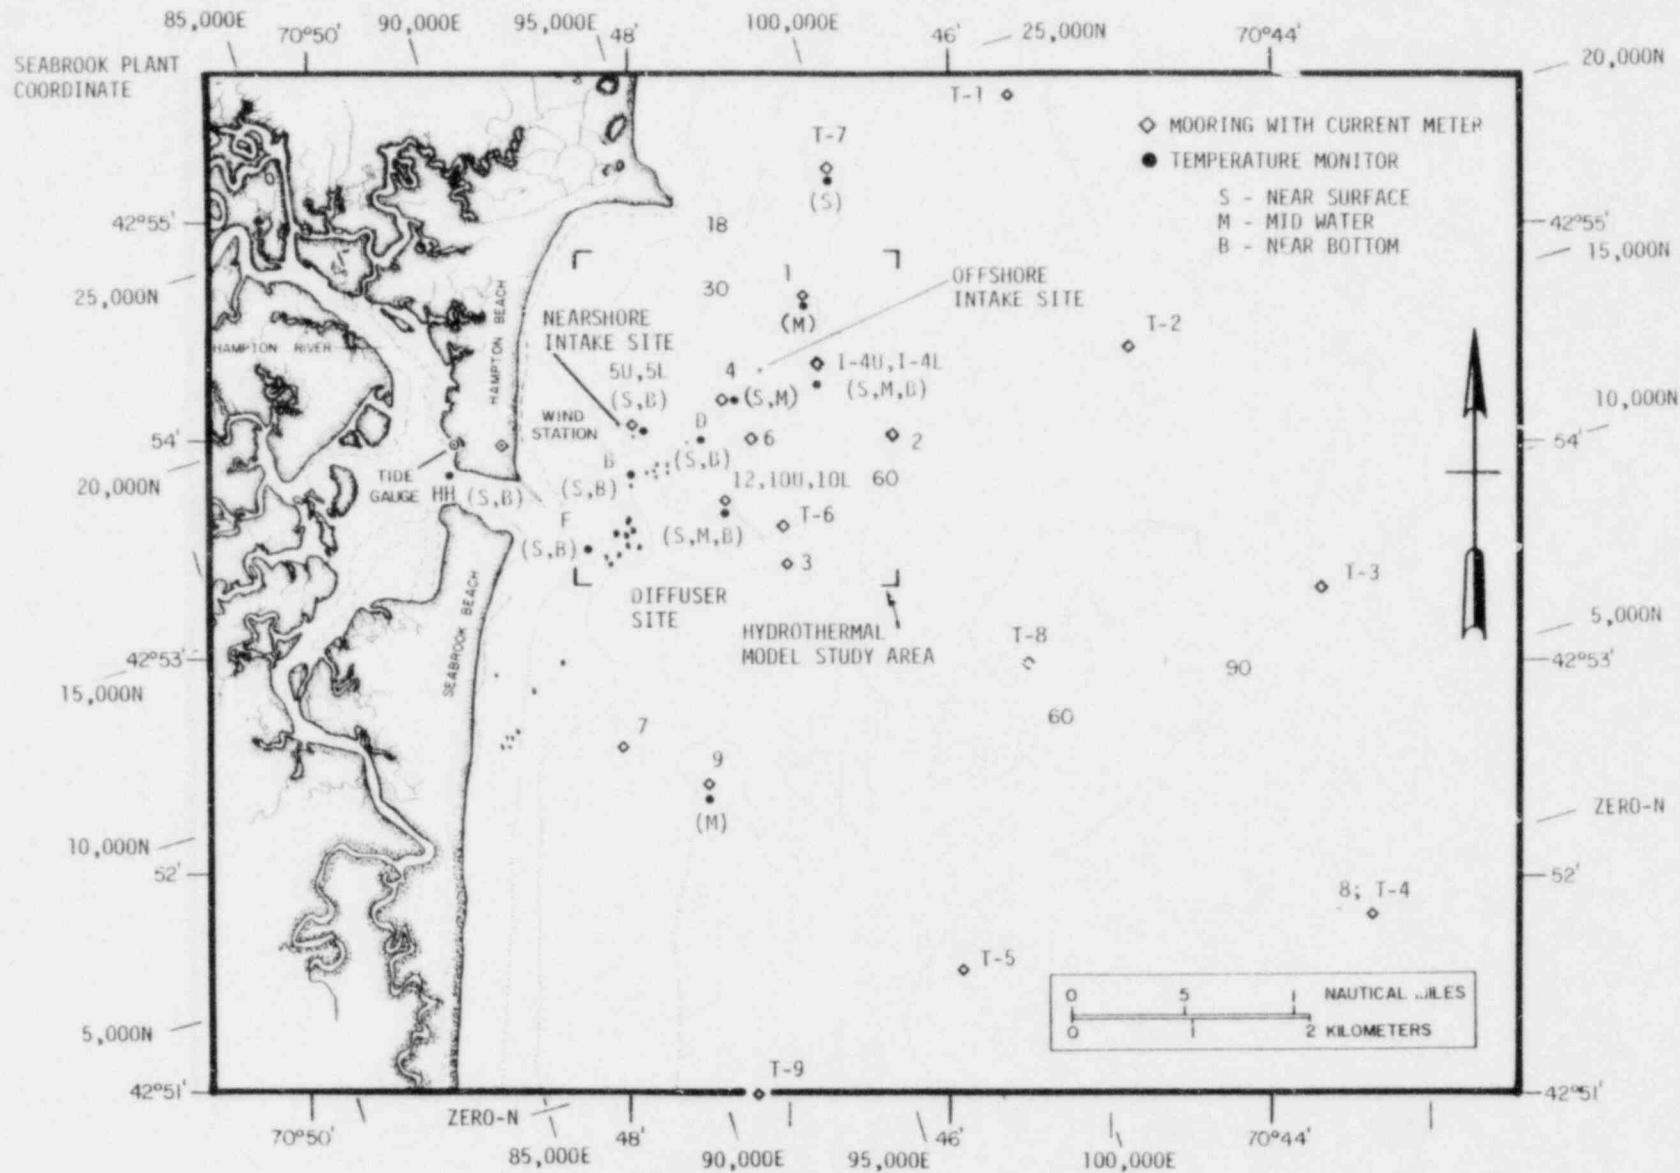 85,000E
90,000E
95,000E
100,000E
70°50'
48'
46'
25,000N
70°44'
20,000N
SEABROOK PLANT
COORDINATE
T-1
MOORING WITH CURRENT METER
T-7
TEMPERATURE MONITOR
(S)
S - NEAR SURFACE
M - MID WATER
B - NEAR BOTTOM
42°55'
18
42°55'
15,000N
25,000N
30
1
(M)
OFFSHORE
INTAKE SITE
HAMPTON BEACH
NEARSHORE
INTAKE SITE
T-2
HAMPTON RIVER
5U,5L
(S,B)
4
(S,M)
I-4U,I-4L
(S,M,B)
10,000N
WIND
STATION
D
(S,B)
6
2
54'
54'
20,000N
TIDE
GAUGE
HH (S,B)
B
(S,B)
12,10U,10L
60
T-6
F
(S,B)
(S,M,B)
3
T-3
DIFFUSER
SITE
SEABROOK BEACH
HYDROTHERMAL
MODEL STUDY AREA
T-8
5,000N
42°53'
90
42°53'
15,000N
60
7
9
(M)
ZERO-N
10,000N
52'
52'
8; T-4
T-5
0 5 1 NAUTICAL
0 1 2 KILOMETERS
5,000N
T-9
42°51'
42°51'
ZERO-N
70°50'
48'
46'
70°44'
85,000E
90,000E
95,000E
100,000E